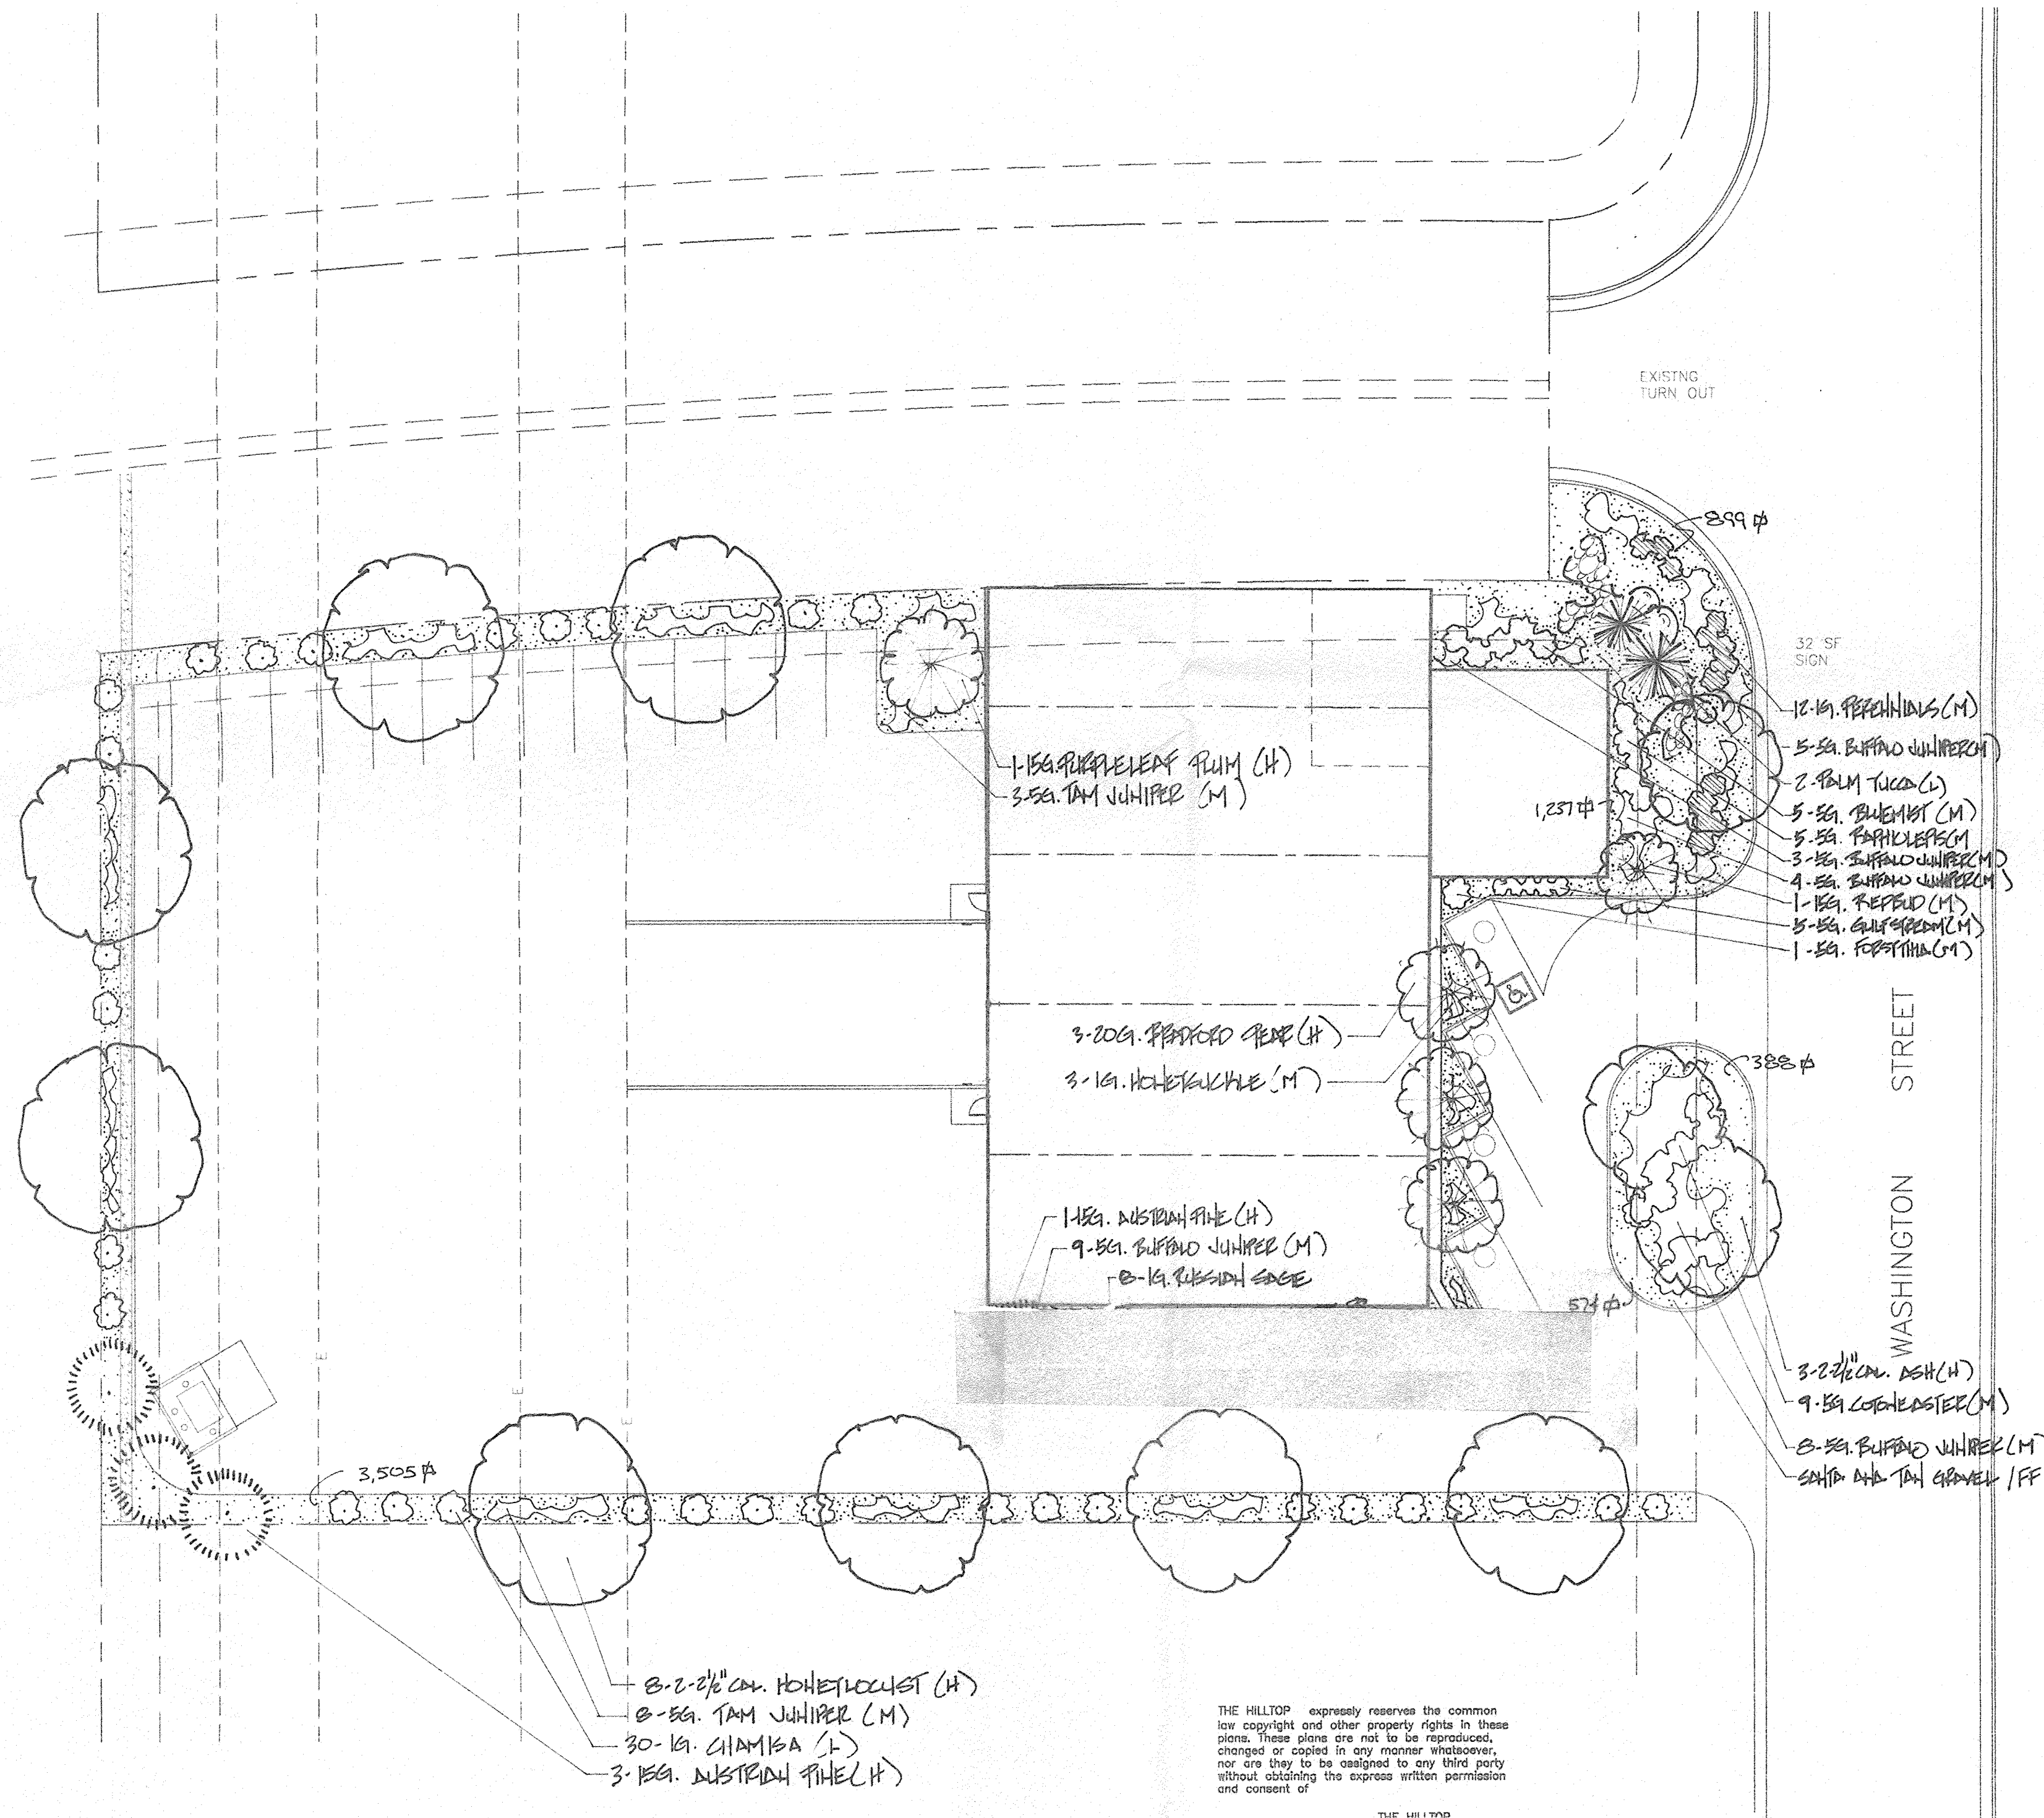 EXISTNG
TURN OUT
899 ⏍
32 SF
SIGN
12-1G. PERENNIALS (M)
5-5G. BUFFALO JUNIPER (M)
2-PALM YUCCA (L)
5-5G. BLUEMIST (M)
5-5G. RAPHIOLEPIS (M
3-5G. BUFFALO JUNIPER (M)
4-5G. BUFFALO JUNIPER (M)
1-15G. REDBUD (M)
5-5G. GULFSTREAM (M)
1-5G. FORSYTHIA (M)
1-15G. PURPLELEAF PLUM (H)
3-5G. TAM JUNIPER (M)
1,237 ⏍
3-20G. BRADFORD PEAR (H)
3-1G. HONEYSUCKLE (M)
388 ⏍
WASHINGTON STREET
1-15G. AUSTRIAN PINE (H)
9-5G. BUFFALO JUNIPER (M)
8-1G. RUSSIAN SAGE
574 ⏍
E
E
E
3-2-2½" CAL. ASH (H)
9-5G. COTONEASTER (M)
8-5G. BUFFALO JUNIPER (M
SANTA ANA TAN GRAVEL /FF
3,505 ⏍
8-2-2½" CAL. HONEYLOCUST (H)
8-5G. TAM JUNIPER (M)
30-1G. CHAMISA (L)
3-15G. AUSTRIAN PINE (H)
THE HILLTOP expressly reserves the common
law copyright and other property rights in these
plans. These plans are not to be reproduced,
changed or copied in any manner whatsoever,
nor are they to be assigned to any third party
without obtaining the express written permission
and consent of
THE HILLTOP